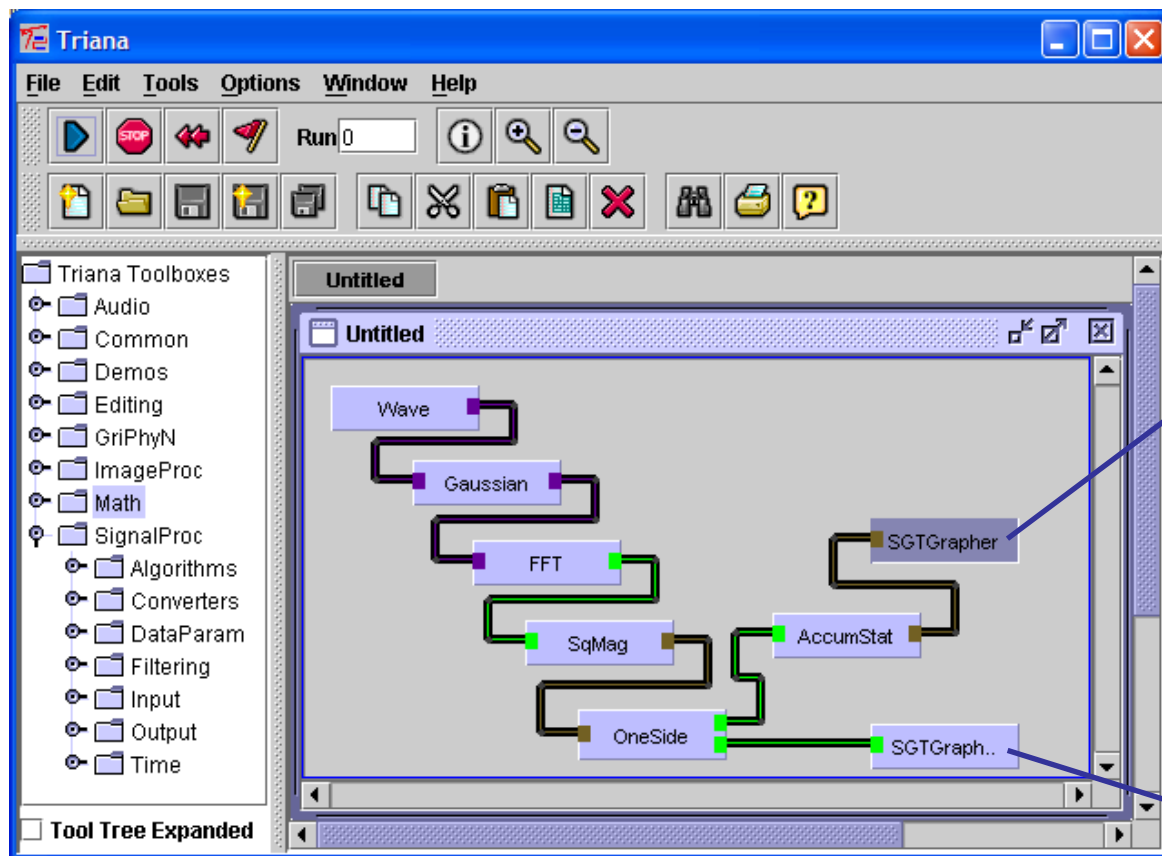 Triana
File Edit Tools Options Window Help
STOP Run 0
Triana Toolboxes
Audio
Common
Demos
Editing
GriPhyN
ImageProc
Math
SignalProc
Algorithms
Converters
DataParam
Filtering
Input
Output
Time
Tool Tree Expanded
Untitled
Untitled
Wave
Gaussian
FFT
SqMag
OneSide
AccumStat
SGTGrapher
SGTGraph..